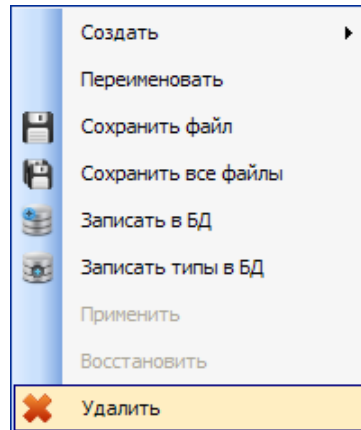 Создать
Переименовать
Сохранить файл
Сохранить все файлы
Записать в БД
Записать типы в БД
Применить
Восстановить
Удалить